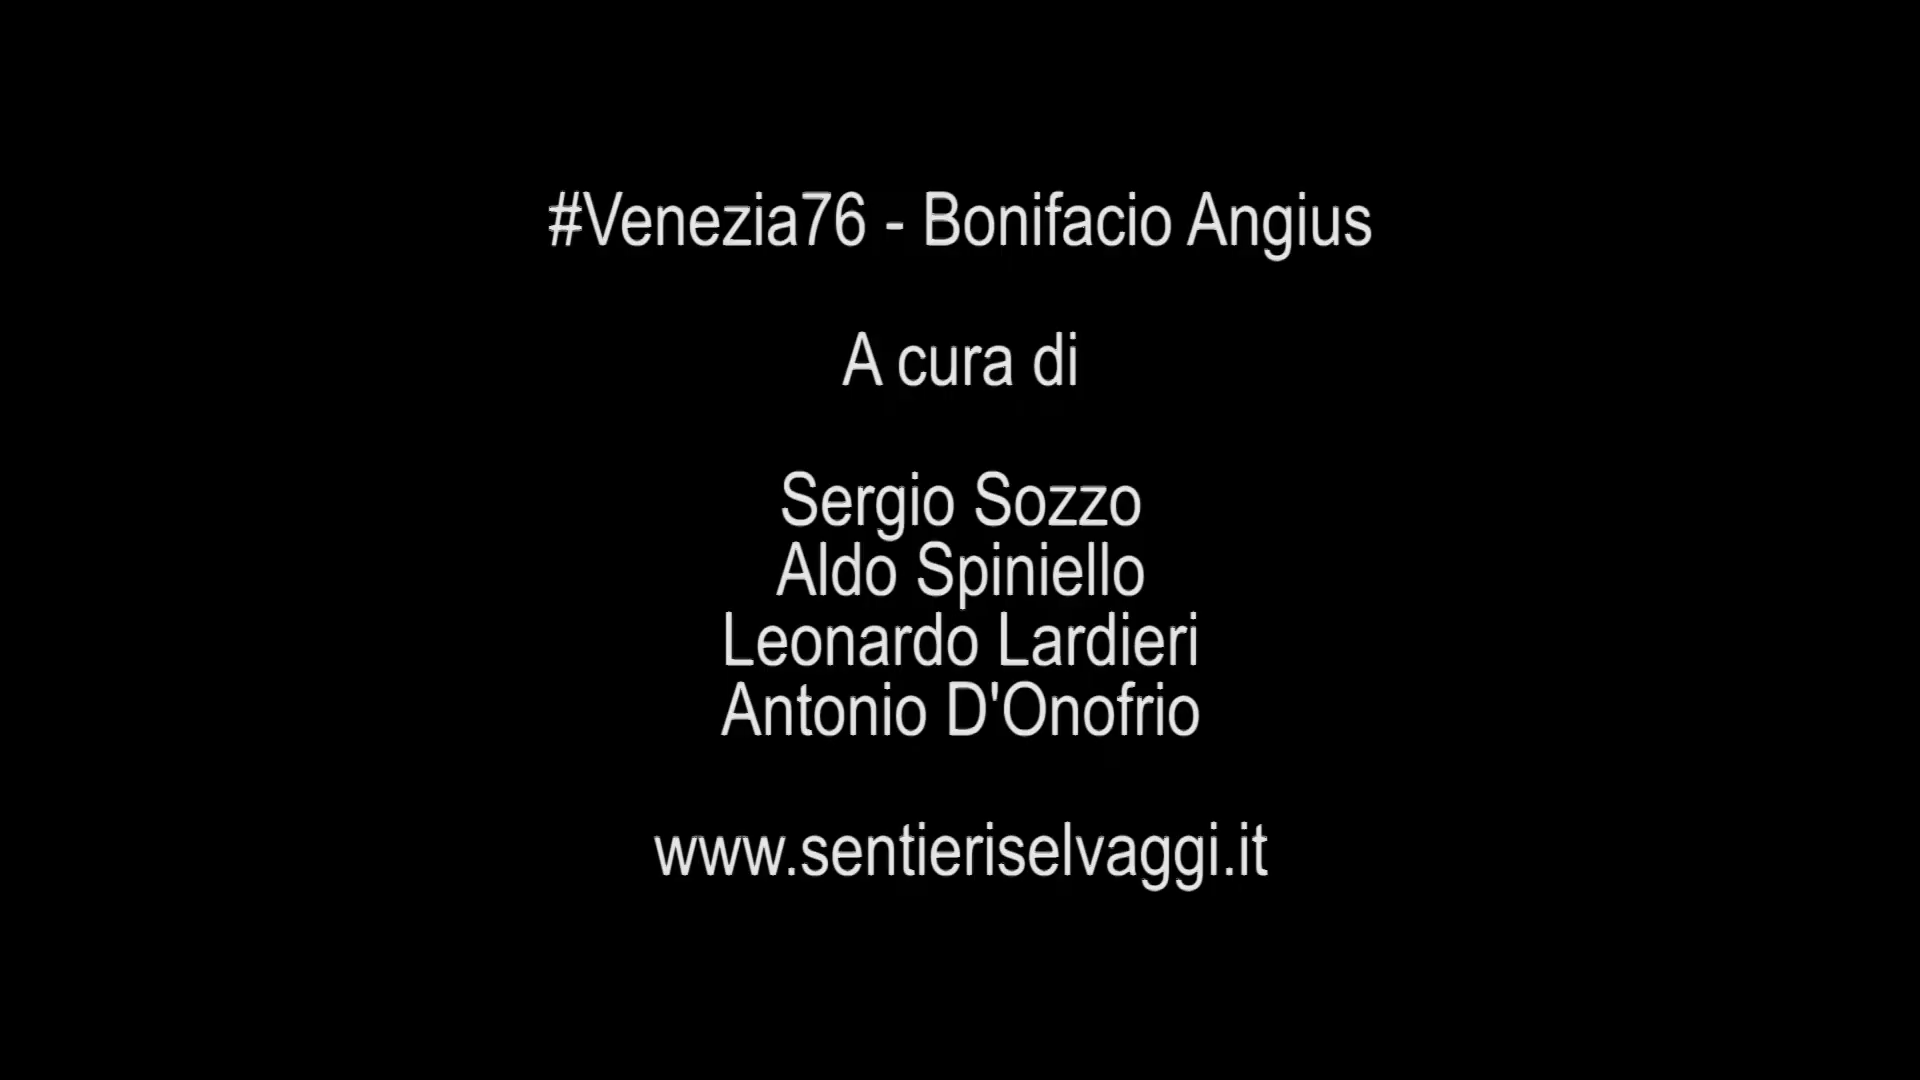 #Venezia76 - Bonifacio Angius
A cura di
Sergio Sozzo
Aldo Spiniello
Leonardo Lardieri
Antonio D'Onofrio
www.sentieriselvaggi.it